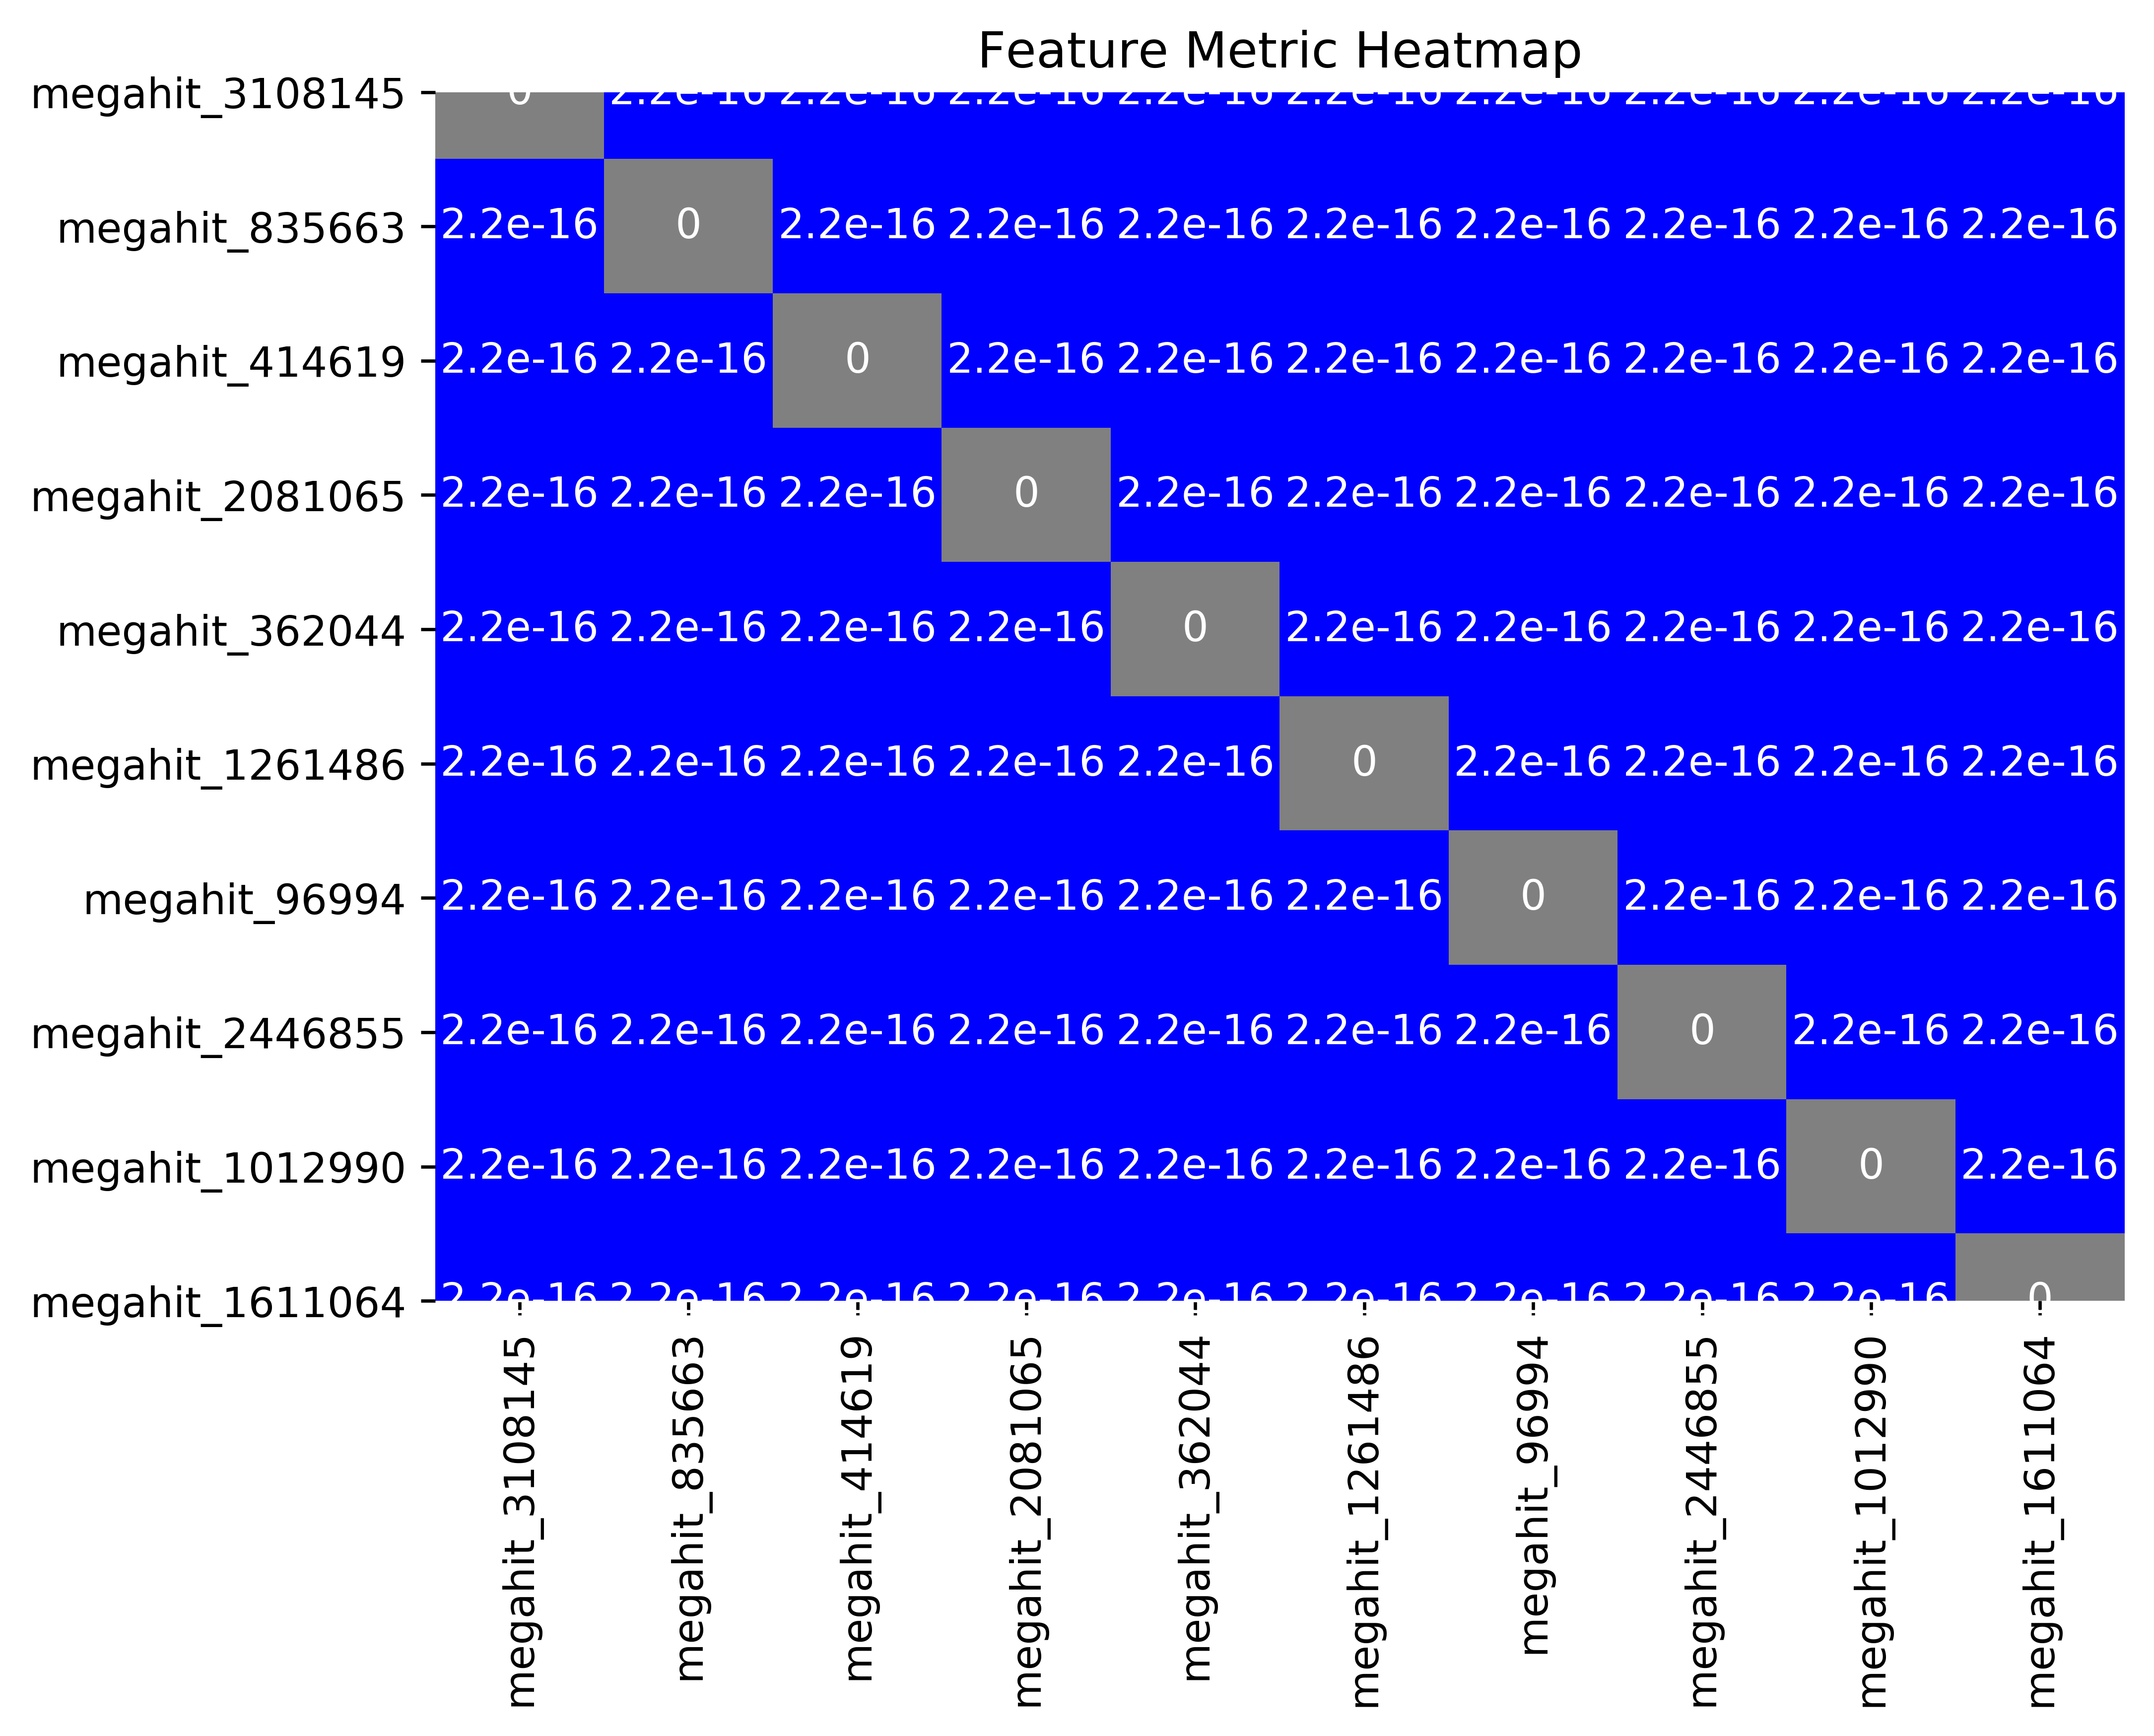 Feature Metric Heatmap
megahit_3108145 0 2.2e-16 2.2e-16 2.2e-16 2.2e-16 2.2e-16 2.2e-16 2.2e-16 2.2e-16 2.2e-16
megahit_835663 2.2e-16 0 2.2e-16 2.2e-16 2.2e-16 2.2e-16 2.2e-16 2.2e-16 2.2e-16 2.2e-16
megahit_414619 2.2e-16 2.2e-16 0 2.2e-16 2.2e-16 2.2e-16 2.2e-16 2.2e-16 2.2e-16 2.2e-16
megahit_2081065 2.2e-16 2.2e-16 2.2e-16 0 2.2e-16 2.2e-16 2.2e-16 2.2e-16 2.2e-16 2.2e-16
megahit_362044 2.2e-16 2.2e-16 2.2e-16 2.2e-16 0 2.2e-16 2.2e-16 2.2e-16 2.2e-16 2.2e-16
megahit_1261486 2.2e-16 2.2e-16 2.2e-16 2.2e-16 2.2e-16 0 2.2e-16 2.2e-16 2.2e-16 2.2e-16
megahit_96994 2.2e-16 2.2e-16 2.2e-16 2.2e-16 2.2e-16 2.2e-16 0 2.2e-16 2.2e-16 2.2e-16
megahit_2446855 2.2e-16 2.2e-16 2.2e-16 2.2e-16 2.2e-16 2.2e-16 2.2e-16 0 2.2e-16 2.2e-16
megahit_1012990 2.2e-16 2.2e-16 2.2e-16 2.2e-16 2.2e-16 2.2e-16 2.2e-16 2.2e-16 0 2.2e-16
megahit_1611064 2.2e-16 2.2e-16 2.2e-16 2.2e-16 2.2e-16 2.2e-16 2.2e-16 2.2e-16 2.2e-16 0
megahit_3108145
megahit_835663
megahit_414619
megahit_2081065
megahit_362044
megahit_1261486
megahit_96994
megahit_2446855
megahit_1012990
megahit_1611064